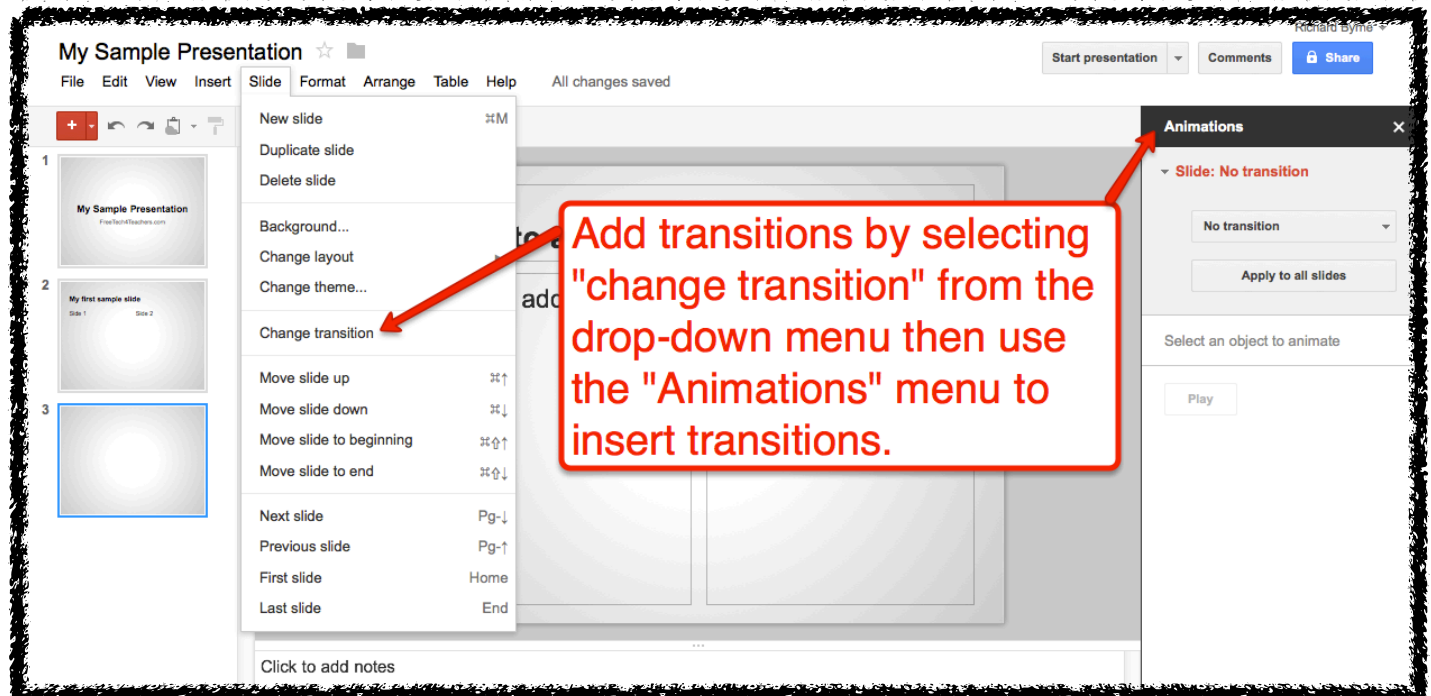 Richard Byrne
My Sample Presentation
Start presentation
Comments
Share
File Edit View Insert Slide Format Arrange Table Help All changes saved
New slide ⌘M
Duplicate slide
Delete slide
Background...
Change layout
Change theme...
Change transition
Move slide up ⌘↑
Move slide down ⌘↓
Move slide to beginning ⌘⇧↑
Move slide to end ⌘⇧↓
Next slide Pg-↓
Previous slide Pg-↑
First slide Home
Last slide End
1
My Sample Presentation
FreeTech4Teachers.com
2
My first sample slide
Side 1 Side 2
3
to a
add
Add transitions by selecting
"change transition" from the
drop-down menu then use
the "Animations" menu to
insert transitions.
Click to add notes
Animations ×
Slide: No transition
No transition
Apply to all slides
Select an object to animate
Play